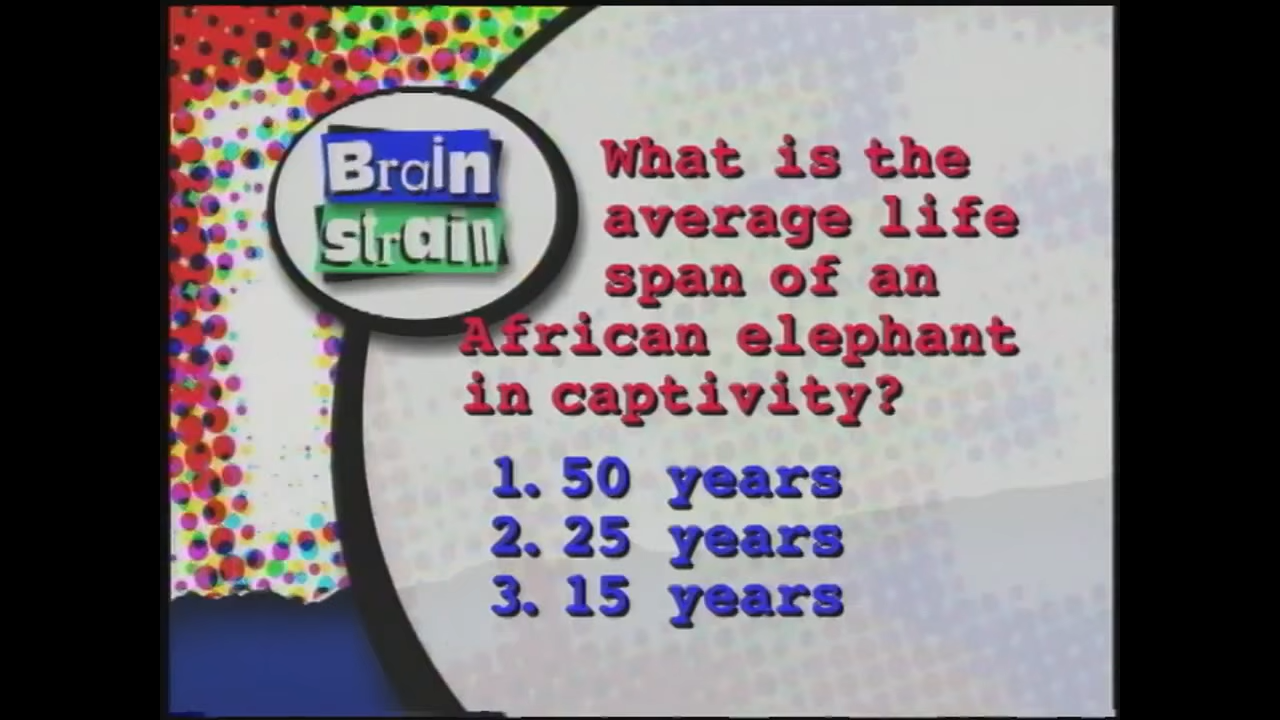 Brain
strain
What is the
average life
span of an
African elephant
in captivity?
1. 50 years
2. 25 years
3. 15 years